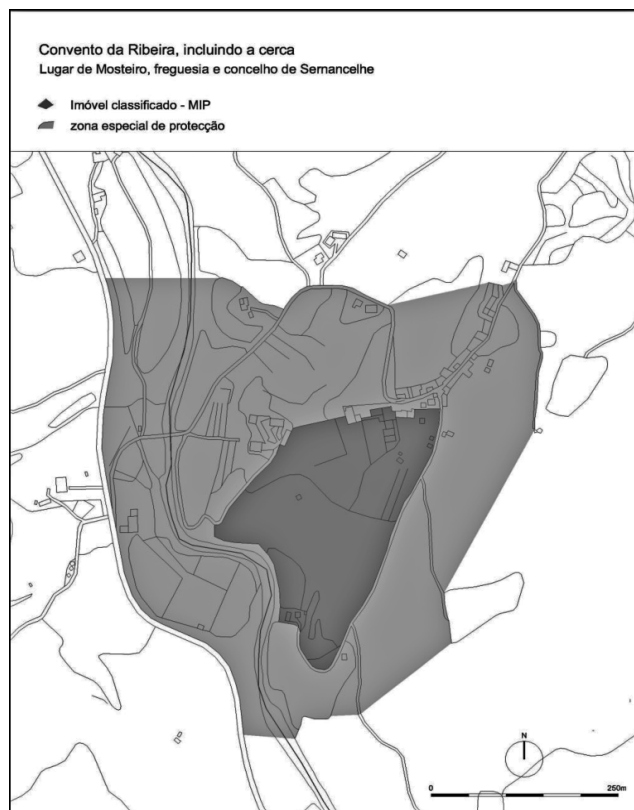 Convento da Ribeira, incluindo a cerca
Lugar de Mosteiro, freguesia e concelho de Sernancelhe
Imóvel classificado - MIP
zona especial de protecção
N
0 250m